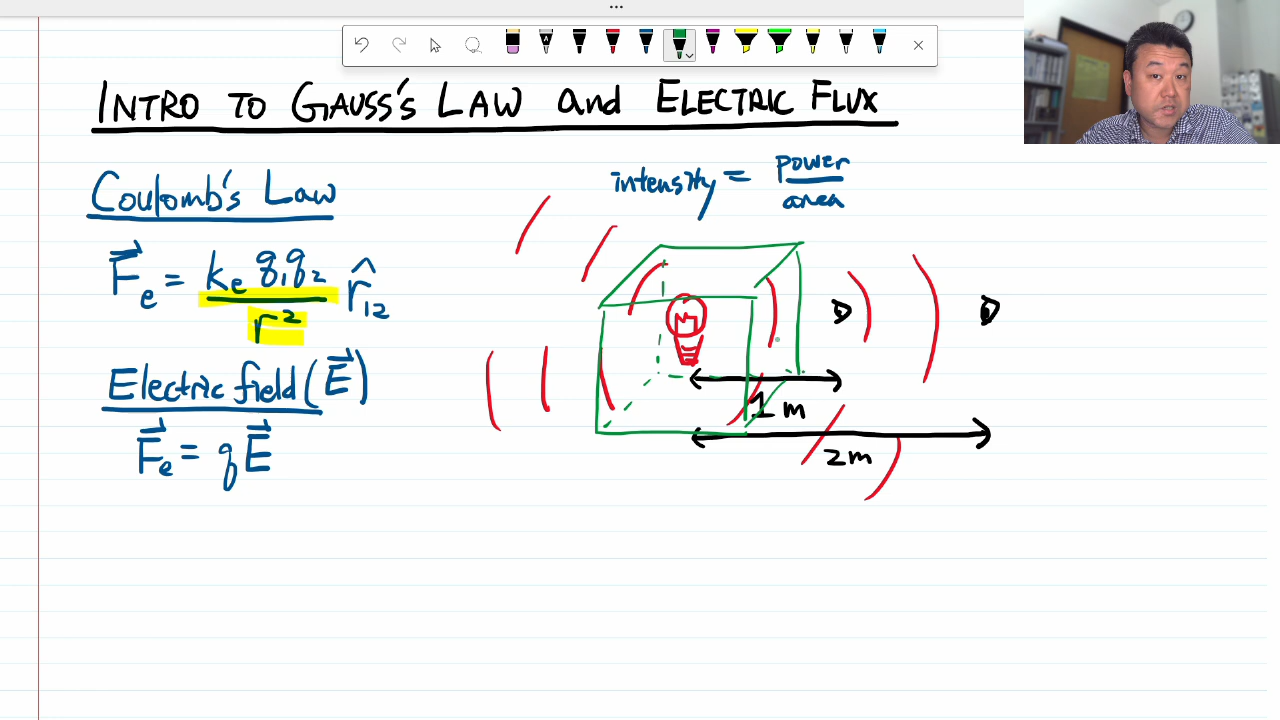 INTRO TO GAUSS'S LAW and ELECTRIC FLUX
Coulomb's Law
F⃗e = ke q1q2 / r² r̂12
Electric field (E⃗)
F⃗e = qE⃗
intensity = power / area
1 m
2 m